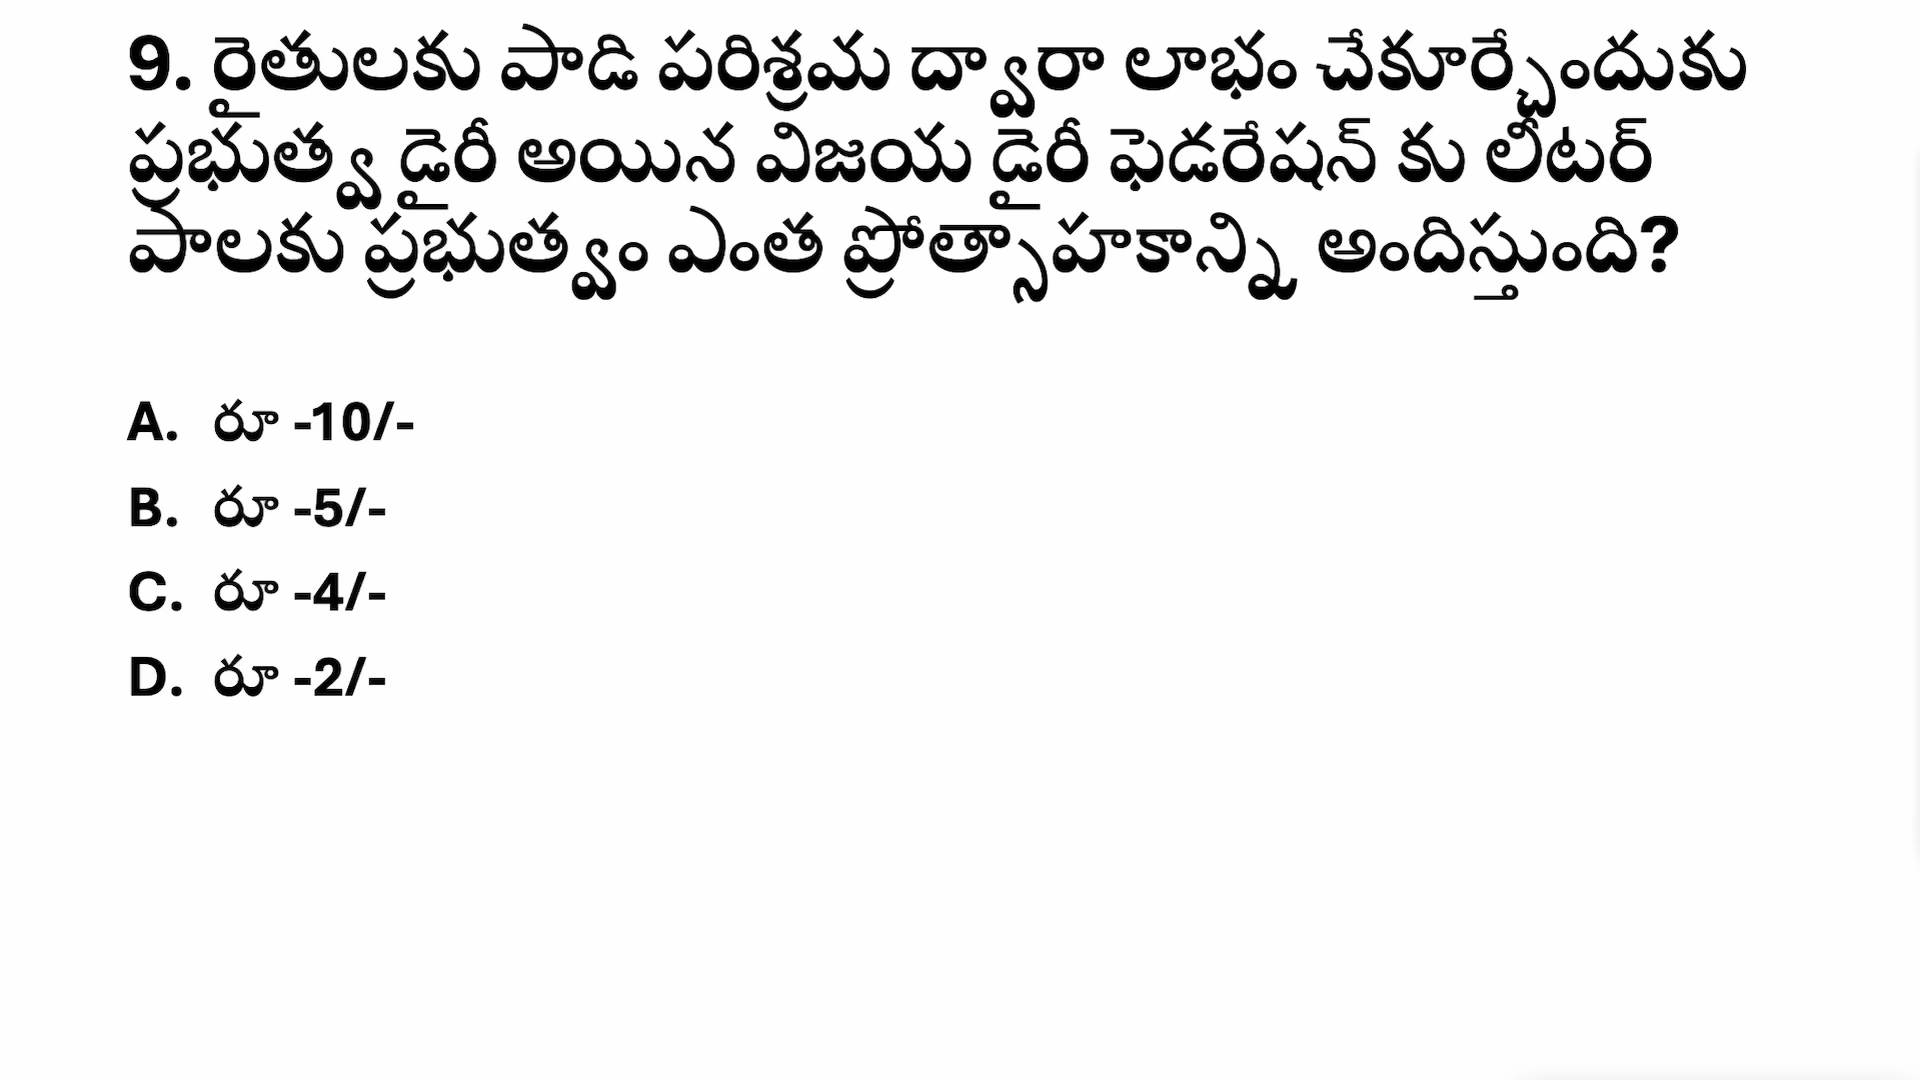 9. రైతులకు పాడి పరిశ్రమ ద్వారా లాభం చేకూర్చేందుకు
ప్రభుత్వ డైరీ అయిన విజయ డైరీ ఫెడరేషన్ కు లీటర్
పాలకు ప్రభుత్వం ఎంత ప్రోత్సాహకాన్ని అందిస్తుంది?
A. రూ -10/-
B. రూ -5/-
C. రూ -4/-
D. రూ -2/-